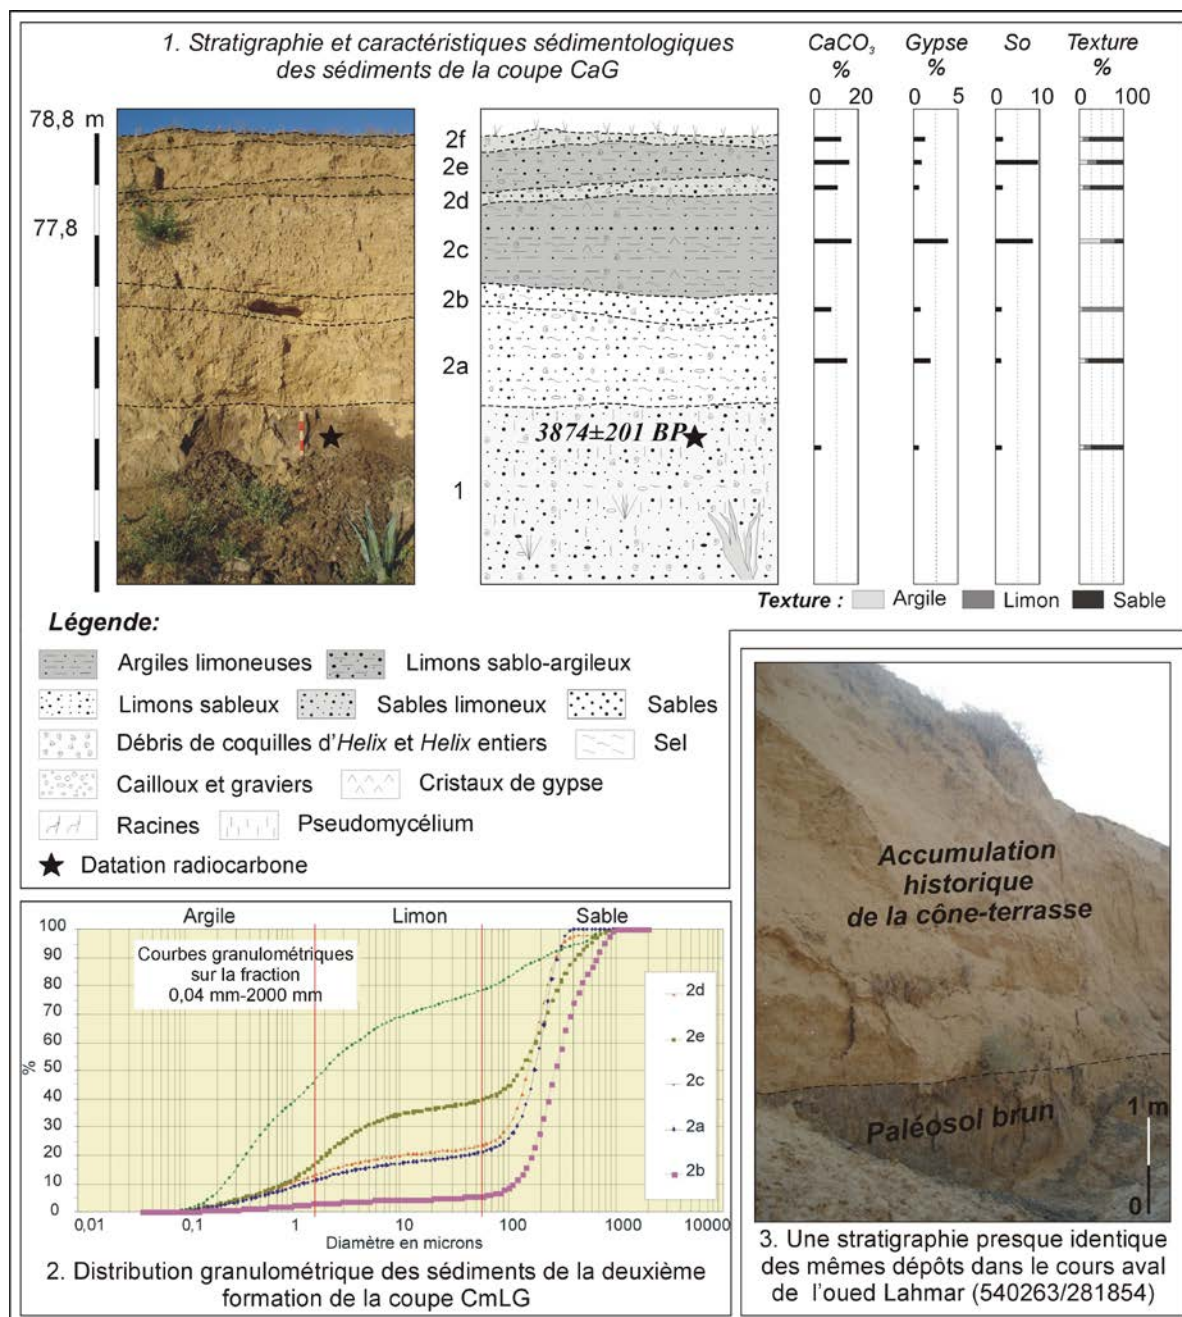 1. Stratigraphie et caractéristiques sédimentologiques
des sédiments de la coupe CaG
CaCO₃ Gypse So Texture
% % % %
0 20 0 5 0 10 0 100
78,8 m
77,8
2f
2e
2d
2c
2b
2a
1
3874±201 BP
Texture : Argile Limon Sable
Légende:
Argiles limoneuses Limons sablo-argileux
Limons sableux Sables limoneux Sables
Débris de coquilles d'Helix et Helix entiers Sel
Cailloux et graviers Cristaux de gypse
Racines Pseudomycélium
Datation radiocarbone
Argile Limon Sable
Courbes granulométriques
sur la fraction
0,04 mm-2000 mm
100
90
80
70
60
50
40
30
20
10
0
%
2d
2e
2c
2a
2b
0,01 0,1 1 10 100 1000 10000
Diamètre en microns
2. Distribution granulométrique des sédiments de la deuxième
formation de la coupe CmLG
Accumulation
historique
de la cône-terrasse
Paléosol brun
1 m
0
3. Une stratigraphie presque identique
des mêmes dépôts dans le cours aval
de l'oued Lahmar (540263/281854)